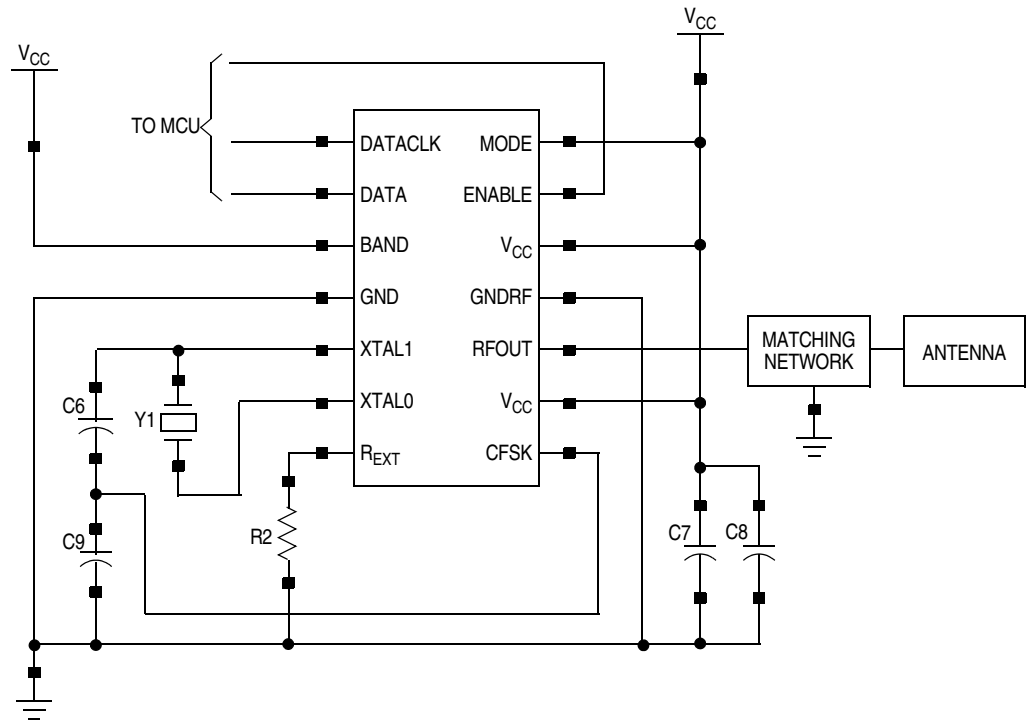 VCC
VCC
TO MCU
DATACLK
MODE
DATA
ENABLE
BAND
VCC
GND
GNDRF
XTAL1
RFOUT
MATCHING
NETWORK
ANTENNA
C6
Y1
XTAL0
VCC
REXT
CFSK
R2
C9
C7
C8